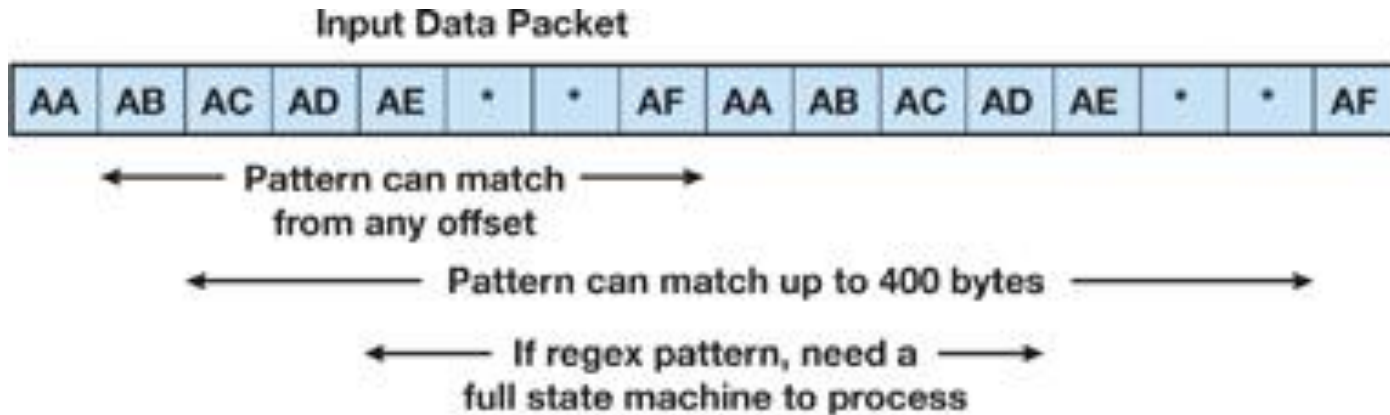 Input Data Packet
AA AB AC AD AE * * AF AA AB AC AD AE * * AF
Pattern can match
from any offset
Pattern can match up to 400 bytes
If regex pattern, need a
full state machine to process